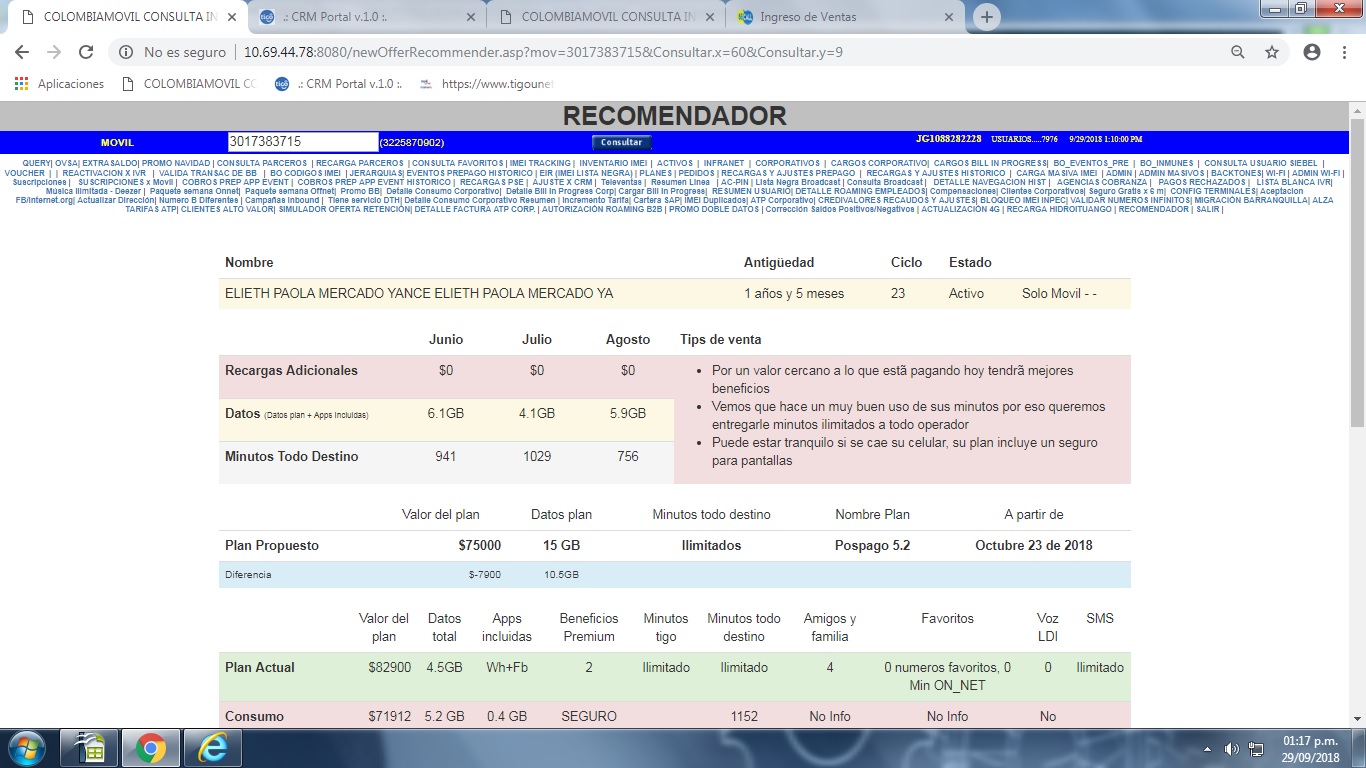 COLOMBIAMOVIL CONSULTA IN
.: CRM Portal v.1.0 :.
COLOMBIAMOVIL CONSULTA IN
Ingreso de Ventas
No es seguro | 10.69.44.78:8080/newOfferRecommender.asp?mov=3017383715&Consultar.x=60&Consultar.y=9
Aplicaciones
COLOMBIAMOVIL CO
.: CRM Portal v.1.0 :.
https://www.tigoune
RECOMENDADOR
MOVIL 3017383715 (3225870902) Consultar JG1088282228 USUARIOS.....7976 9/29/2018 1:10:00 PM
QUERY| OVSA| EXTRASALDO| PROMO NAVIDAD | CONSULTA PARCEROS | RECARGA PARCEROS | CONSULTA FAVORITOS | IMEI TRACKING | INVENTARIO IMEI | ACTIVOS | INFRANET | CORPORATIVOS | CARGOS CORPORATIVO| CARGOS BILL IN PROGRESS| BO_EVENTOS_PRE | BO_INMUNES | CONSULTA USUARIO SIEBEL |
VOUCHER | | REACTIVACION X IVR | VALIDA TRANSAC DE BB | BO CODIGOS IMEI |JERARQUIAS| EVENTOS PREPAGO HISTORICO | EIR (IMEI LISTA NEGRA) | PLANES | PEDIDOS | RECARGAS Y AJUSTES PREPAGO | RECARGAS Y AJUSTES HISTORICO | CARGA MASIVA IMEI | ADMIN | ADMIN MASIVOS | BACKTONES| WI-FI | ADMIN WI-FI |
Suscripciones | SUSCRIPCIONES x Movil | COBROS PREP APP EVENT | COBROS PREP APP EVENT HISTORICO | RECARGAS PSE | AJUSTE X CRM | Televentas | Resumen Linea | AC-PIN | Lista Negra Broadcast | Consulta Broadcast | DETALLE NAVEGACION HIST | AGENCIAS COBRANZA | PAGOS RECHAZADOS | LISTA BLANCA IVR|
Música Ilimitada - Deezer | Paquete semana Onnet | Paquete semana Offnet| Promo BB| Detalle Consumo Corporativo| Detalle Bill In Progress Corp| Cargar Bill In Progress| RESUMEN USUARIO| DETALLE ROAMING EMPLEADOS| Compensaciones| Clientes Corporativos| Seguro Gratis x 6 m| CONFIG TERMINALES| Aceptacion
FB/Internet.org| Actualizar Dirección| Numero B Diferentes | Campañas Inbound | Tiene servicio DTH| Detalle Consumo Corporativo Resumen | Incremento Tarifa| Cartera SAP| IMEI Duplicados| ATP Corporativo| CREDIVALORES RECAUDOS Y AJUSTES| BLOQUEO IMEI INPEC| VALIDAR NUMEROS INFINITOS| MIGRACIÓN BARRANQUILLA| ALZA
TARIFAS ATP| CLIENTES ALTO VALOR| SIMULADOR OFERTA RETENCIÓN| DETALLE FACTURA ATP CORP. | AUTORIZACIÓN ROAMING B2B | PROMO DOBLE DATOS | Corrección Saldos Positivos/Negativos | ACTUALIZACIÓN 4G | RECARGA HIDROITUANGO | RECOMENDADOR | SALIR |
Nombre Antigüedad Ciclo Estado
ELIETH PAOLA MERCADO YANCE ELIETH PAOLA MERCADO YA 1 años y 5 meses 23 Activo Solo Movil - -
Junio Julio Agosto Tips de venta
Recargas Adicionales $0 $0 $0
Datos (Datos plan + Apps Incluidas) 6.1GB 4.1GB 5.9GB
Minutos Todo Destino 941 1029 756
• Por un valor cercano a lo que estã pagando hoy tendrã mejores
beneficios
• Vemos que hace un muy buen uso de sus minutos por eso queremos
entregarle minutos ilimitados a todo operador
• Puede estar tranquilo si se cae su celular, su plan incluye un seguro
para pantallas
Valor del plan Datos plan Minutos todo destino Nombre Plan A partir de
Plan Propuesto $75000 15 GB Ilimitados Pospago 5.2 Octubre 23 de 2018
Diferencia $-7900 10.5GB
Valor del Datos Apps Beneficios Minutos Minutos todo Amigos y Favoritos Voz SMS
plan total incluidas Premium tigo destino familia LDI
Plan Actual $82900 4.5GB Wh+Fb 2 Ilimitado Ilimitado 4 0 numeros favoritos, 0 0 Ilimitado
Min ON_NET
Consumo $71912 5.2 GB 0.4 GB SEGURO 1152 No Info No Info No
01:17 p.m.
29/09/2018